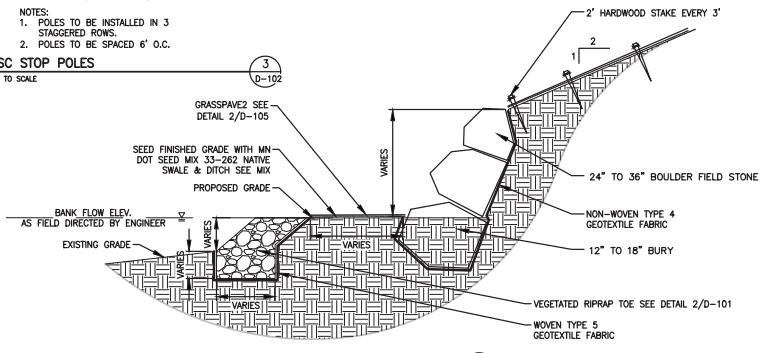 NOTES:
1. POLES TO BE INSTALLED IN 3
STAGGERED ROWS.
2. POLES TO BE SPACED 6' O.C.
SC STOP POLES
TO SCALE
3
D-102
2' HARDWOOD STAKE EVERY 3'
2
1
GRASSPAVE2 SEE
DETAIL 2/D-105
SEED FINISHED GRADE WITH MN
DOT SEED MIX 33-262 NATIVE
SWALE & DITCH SEE MIX
PROPOSED GRADE
VARIES
24" TO 36" BOULDER FIELD STONE
BANK FLOW ELEV.
AS FIELD DIRECTED BY ENGINEER
EXISTING GRADE
VARIES
VARIES
VARIES
VARIES
NON-WOVEN TYPE 4
GEOTEXTILE FABRIC
12" TO 18" BURY
VEGETATED RIPRAP TOE SEE DETAIL 2/D-101
WOVEN TYPE 5
GEOTEXTILE FABRIC